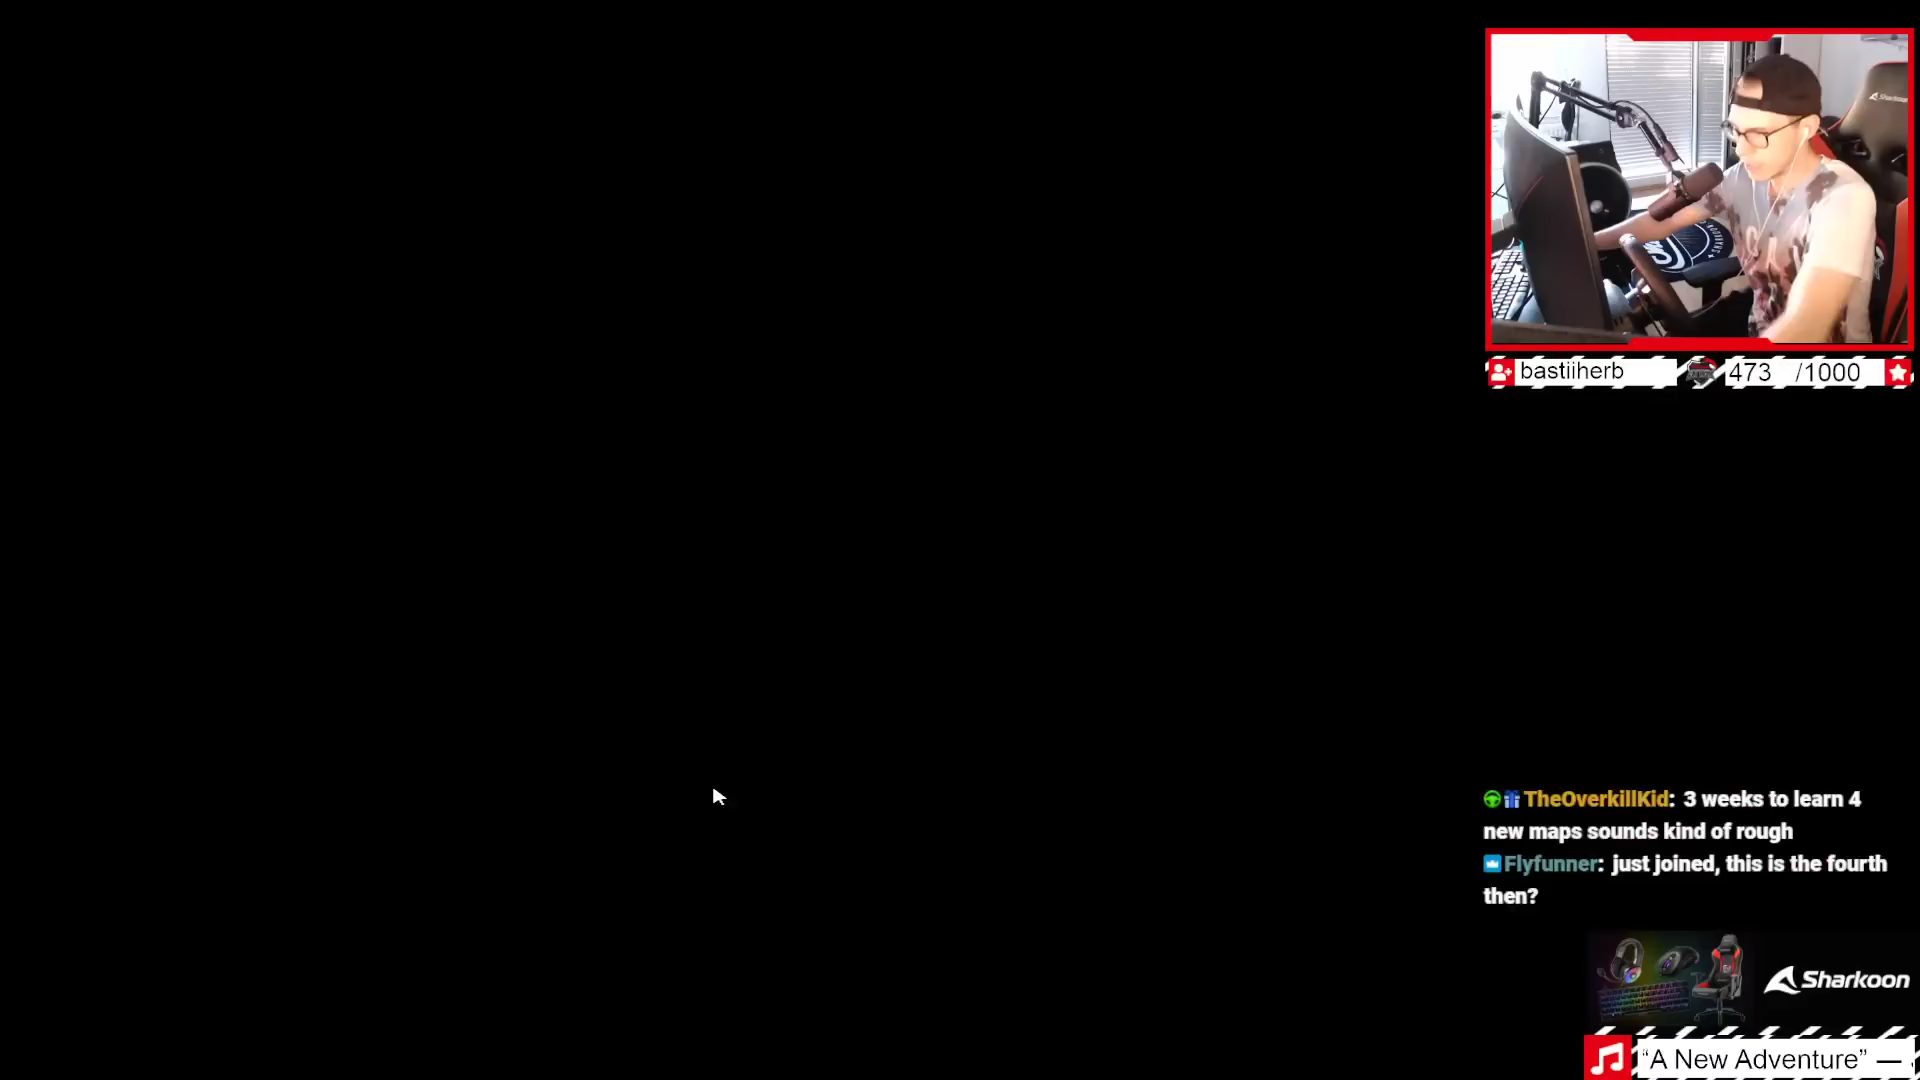 Sharkoon
bastiiherb
473 /1000
TheOverkillKid: 3 weeks to learn 4
new maps sounds kind of rough
Flyfunner: just joined, this is the fourth
then?
Sharkoon
“A New Adventure” —